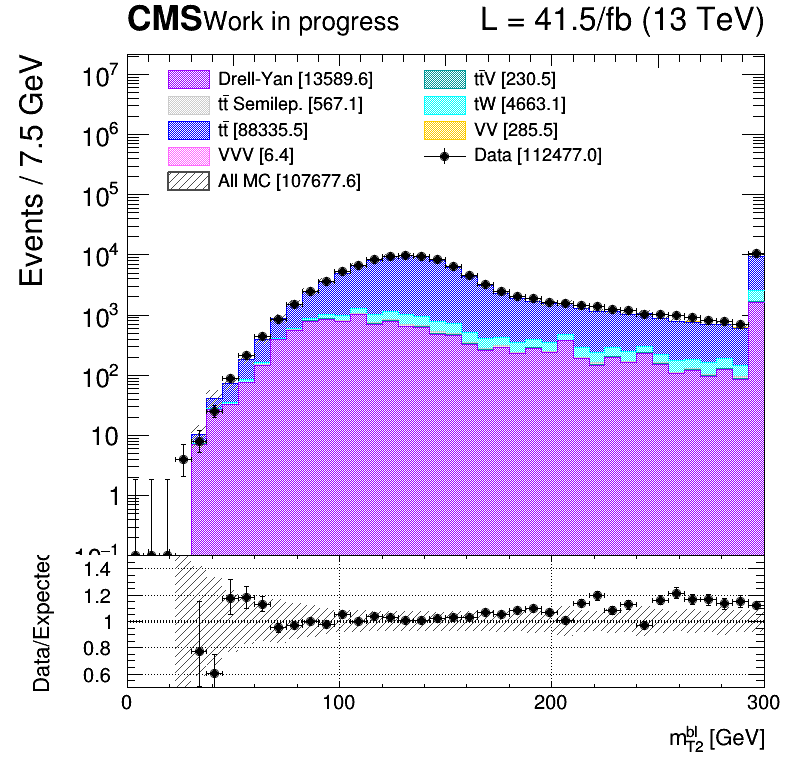 CMS Work in progress L = 41.5/fb (13 TeV)
Events / 7.5 GeV
10⁷
10⁶
10⁵
10⁴
10³
10²
10
1
10⁻¹
Drell-Yan [13589.6]
tt̄ Semilep. [567.1]
tt̄ [88335.5]
VVV [6.4]
All MC [107677.6]
tt̄V [230.5]
tW [4663.1]
VV [285.5]
Data [112477.0]
Data/Expected
1.4
1.2
1
0.8
0.6
0 100 200 300
m_{T2}^{bl} [GeV]